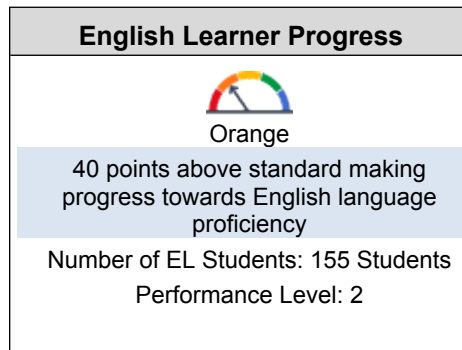 English Learner Progress
Orange
40 points above standard making
progress towards English language
proficiency
Number of EL Students: 155 Students
Performance Level: 2